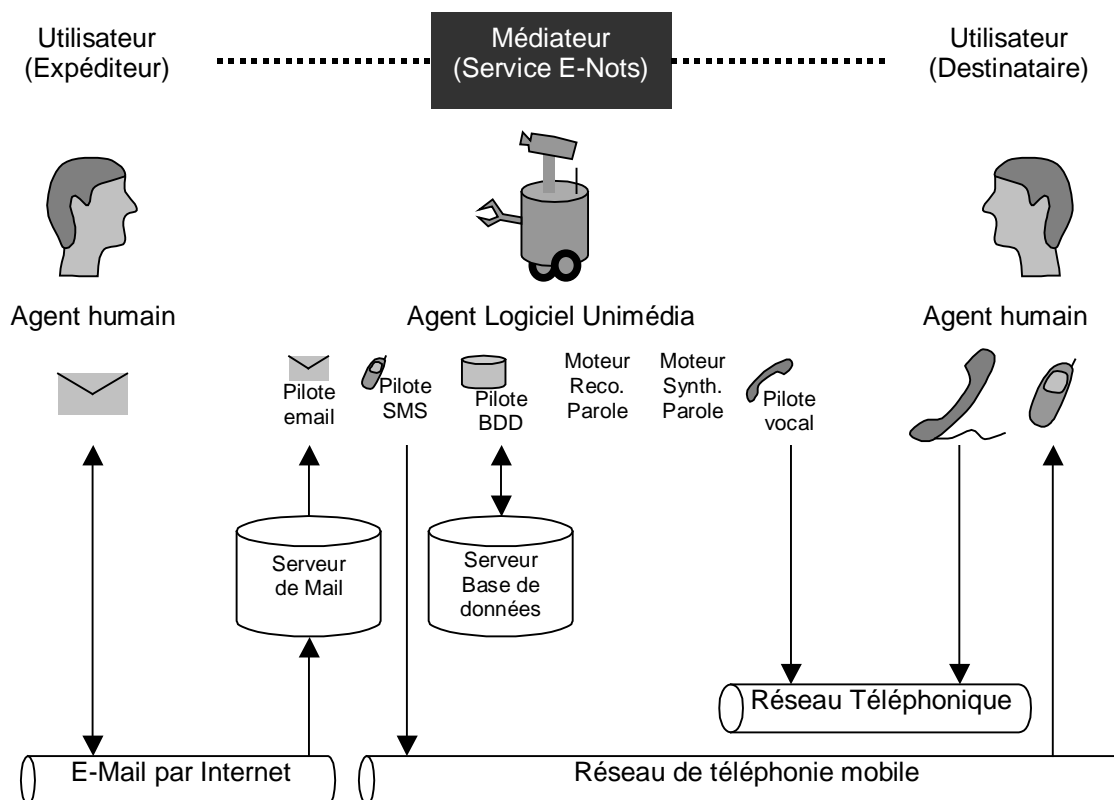 Utilisateur
(Expéditeur)
Médiateur
(Service E-Nots)
Utilisateur
(Destinataire)
Agent humain
Agent Logiciel Unimédia
Agent humain
Pilote
email
Pilote
SMS
Pilote
BDD
Moteur
Reco.
Parole
Moteur
Synth.
Parole
Pilote
vocal
Serveur
de Mail
Serveur
Base de
données
Réseau Téléphonique
E-Mail par Internet
Réseau de téléphonie mobile